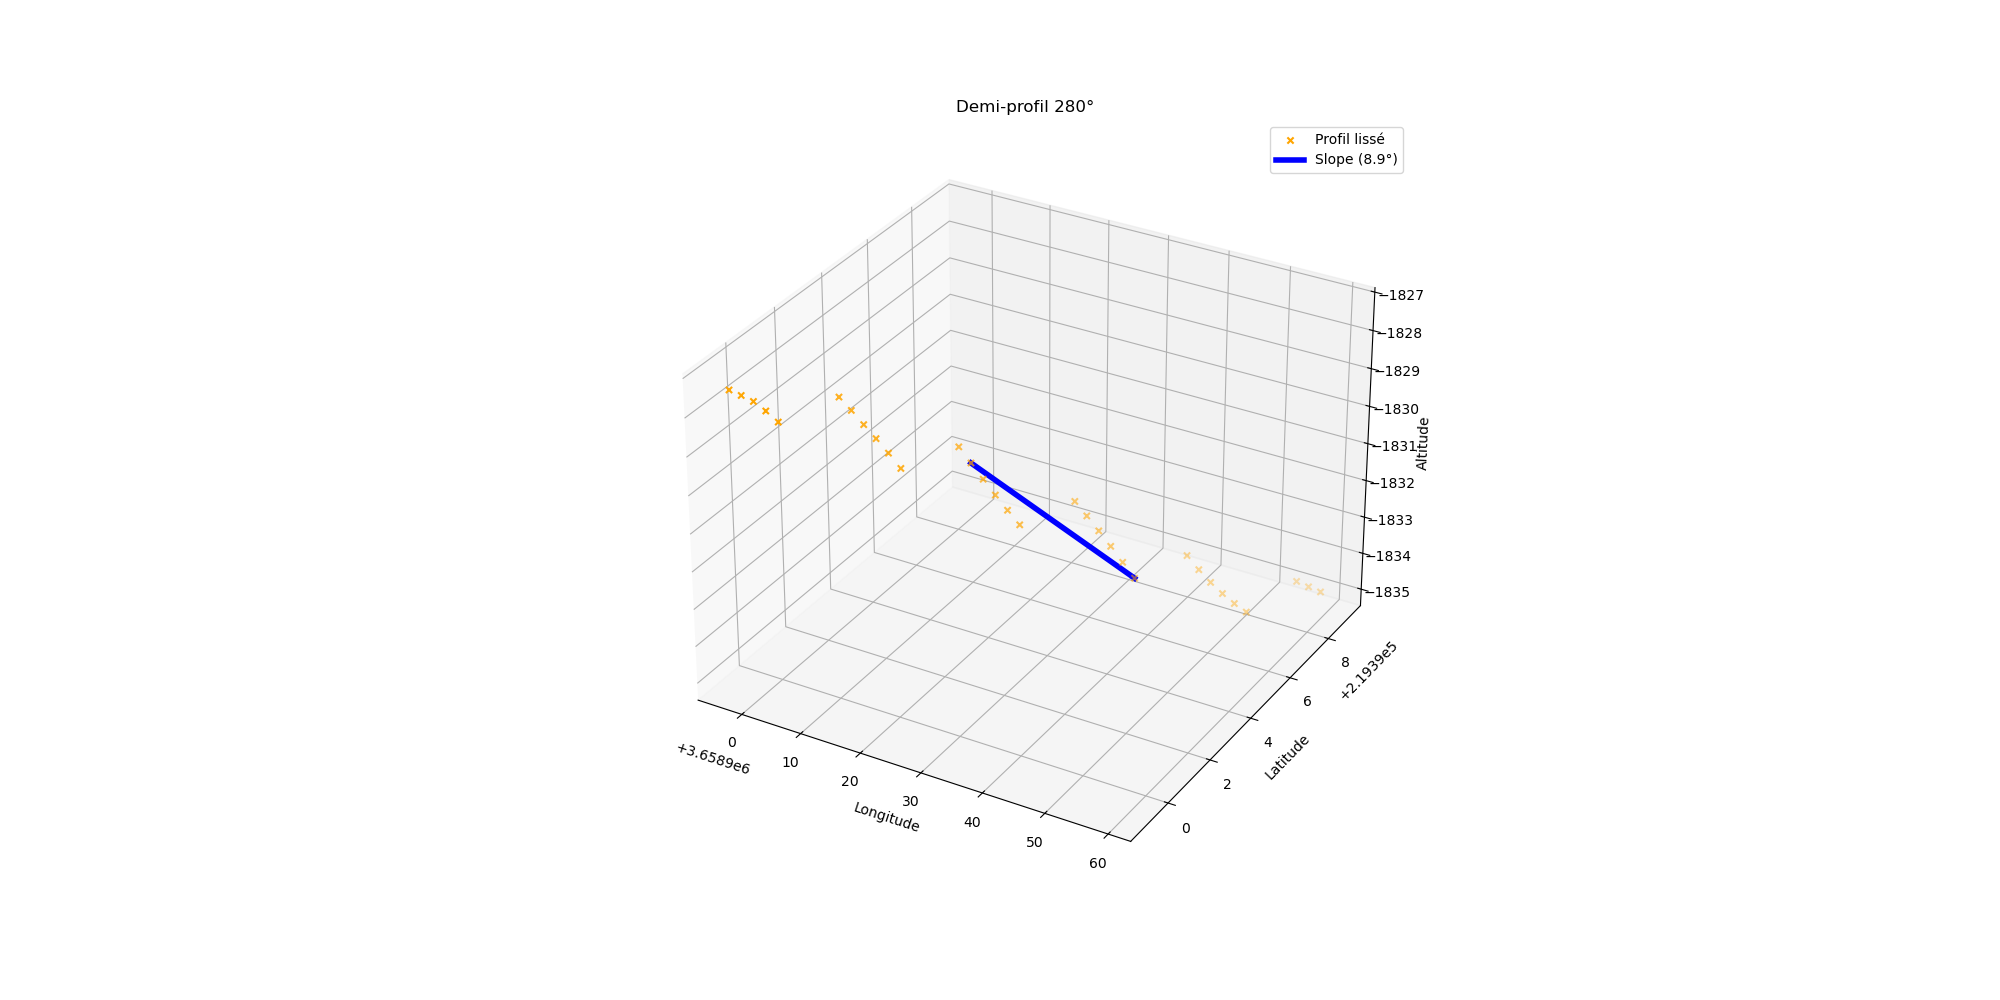 Demi-profil 280°
Profil lissé
Slope (8.9°)
−1827
−1828
−1829
−1830
−1831
−1832
−1833
−1834
−1835
Altitude
+2.1939e5
8
6
4
2
0
Latitude
+3.6589e6
0
10
20
30
40
50
60
Longitude